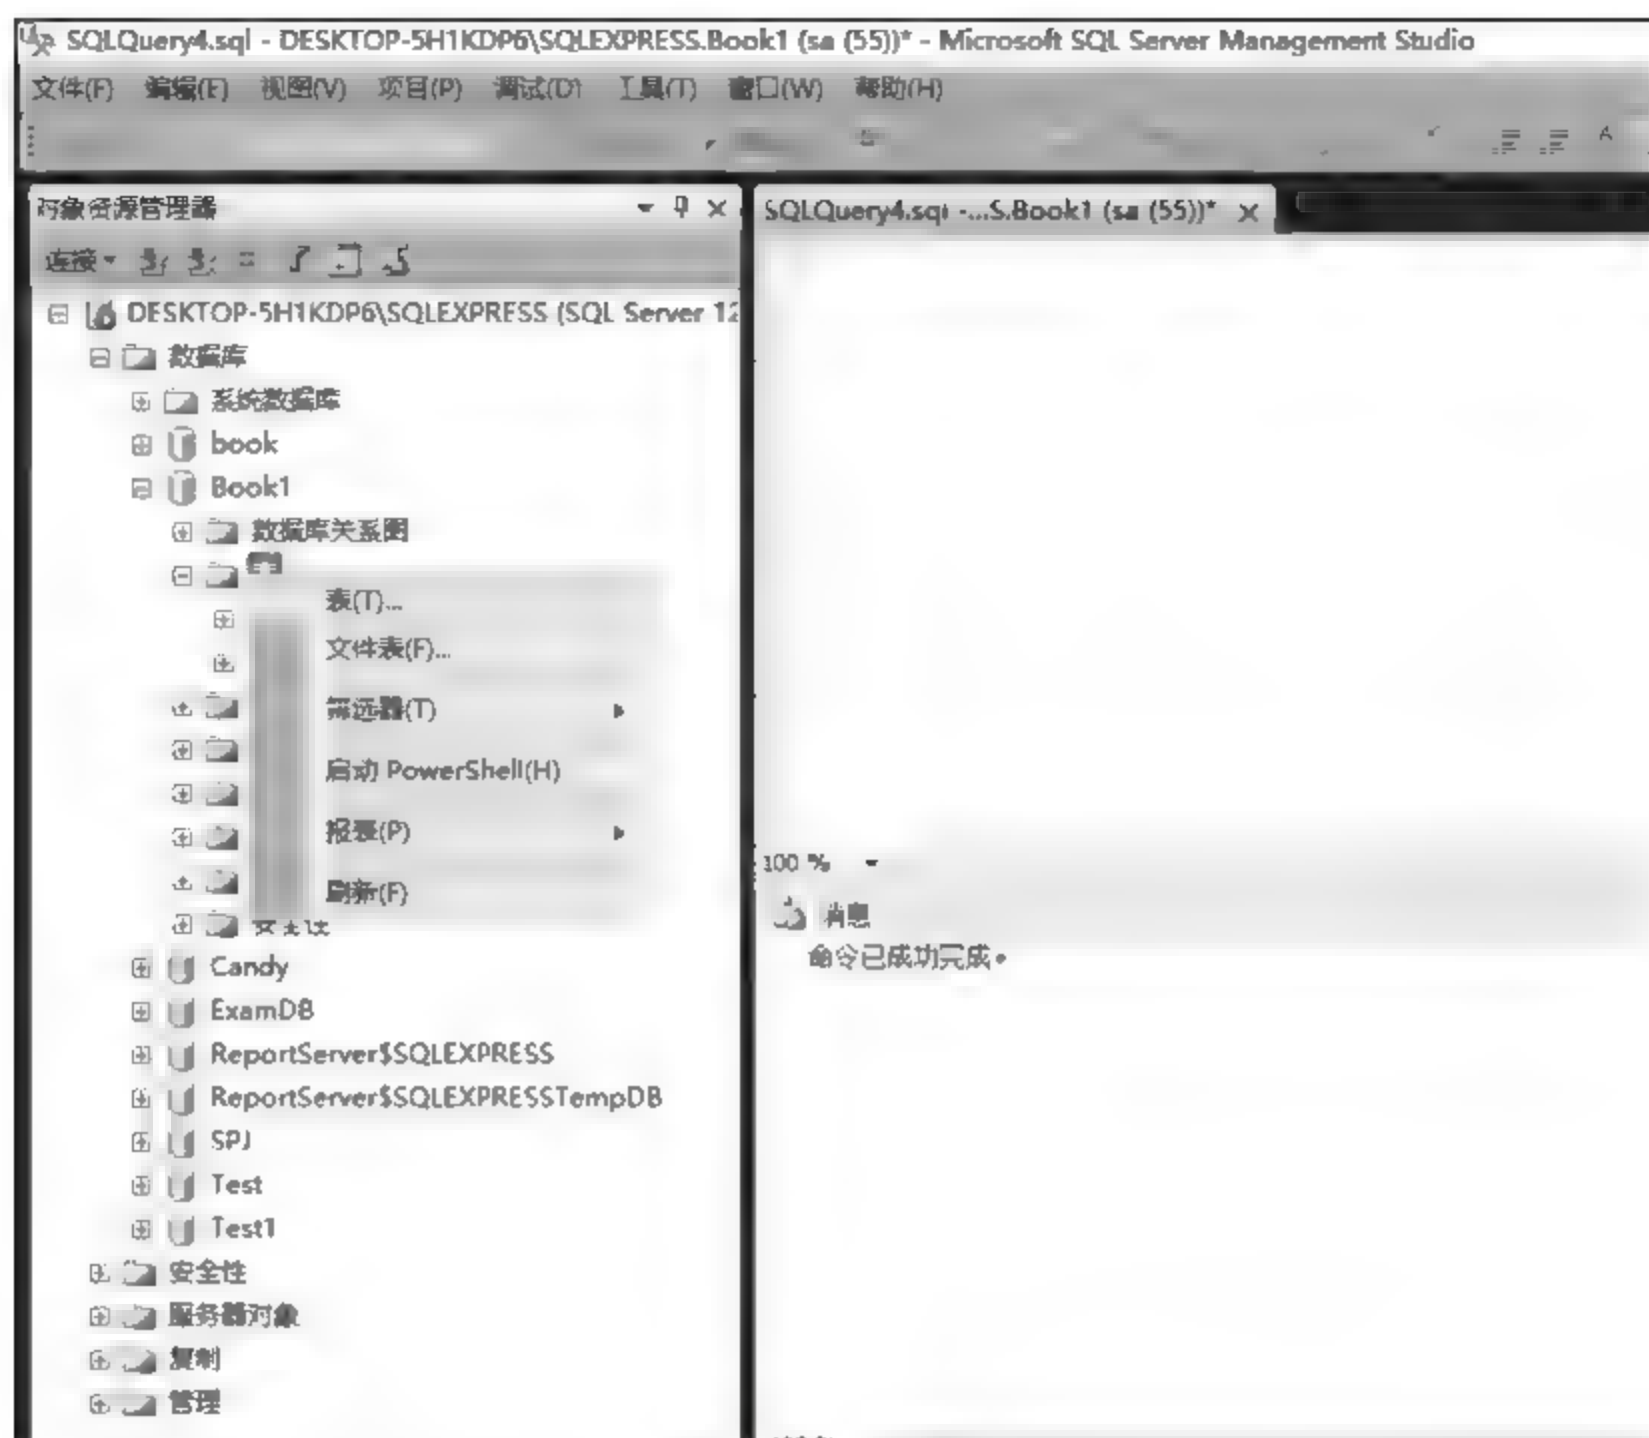 SQLQuery4.sql - DESKTOP-5H1KDP6\SQLEXPRESS.Book1 (sa (55))* - Microsoft SQL Server Management Studio
文件(F) 编辑(E) 视图(V) 项目(P) 调试(D) 工具(T) 窗口(W) 帮助(H)
对象资源管理器
SQLQuery4.sql -...S.Book1 (sa (55))*
连接
DESKTOP-5H1KDP6\SQLEXPRESS (SQL Server 12
数据库
系统数据库
book
Book1
数据库关系图
表(T)...
文件表(F)...
筛选器(T)
启动 PowerShell(H)
报表(P)
刷新(F)
安全性
Candy
ExamDB
ReportServer$SQLEXPRESS
ReportServer$SQLEXPRESSTempDB
SPJ
Test
Test1
安全性
服务器对象
复制
管理
100 %
消息
命令已成功完成。